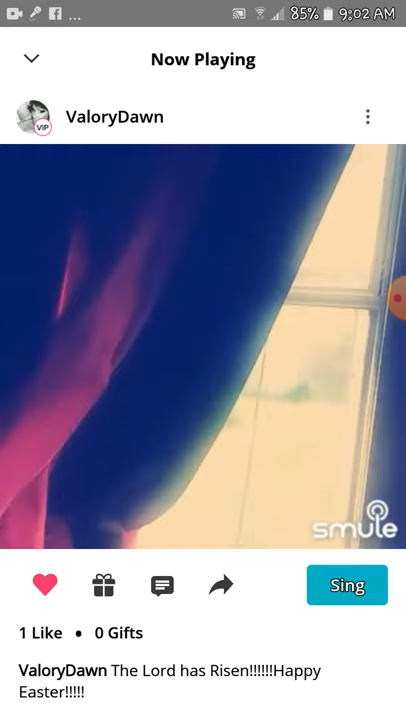 ... 85% 9:02 AM
Now Playing
VIP ValoryDawn
smule
Sing
1 Like • 0 Gifts
ValoryDawn The Lord has Risen!!!!!!Happy
Easter!!!!!